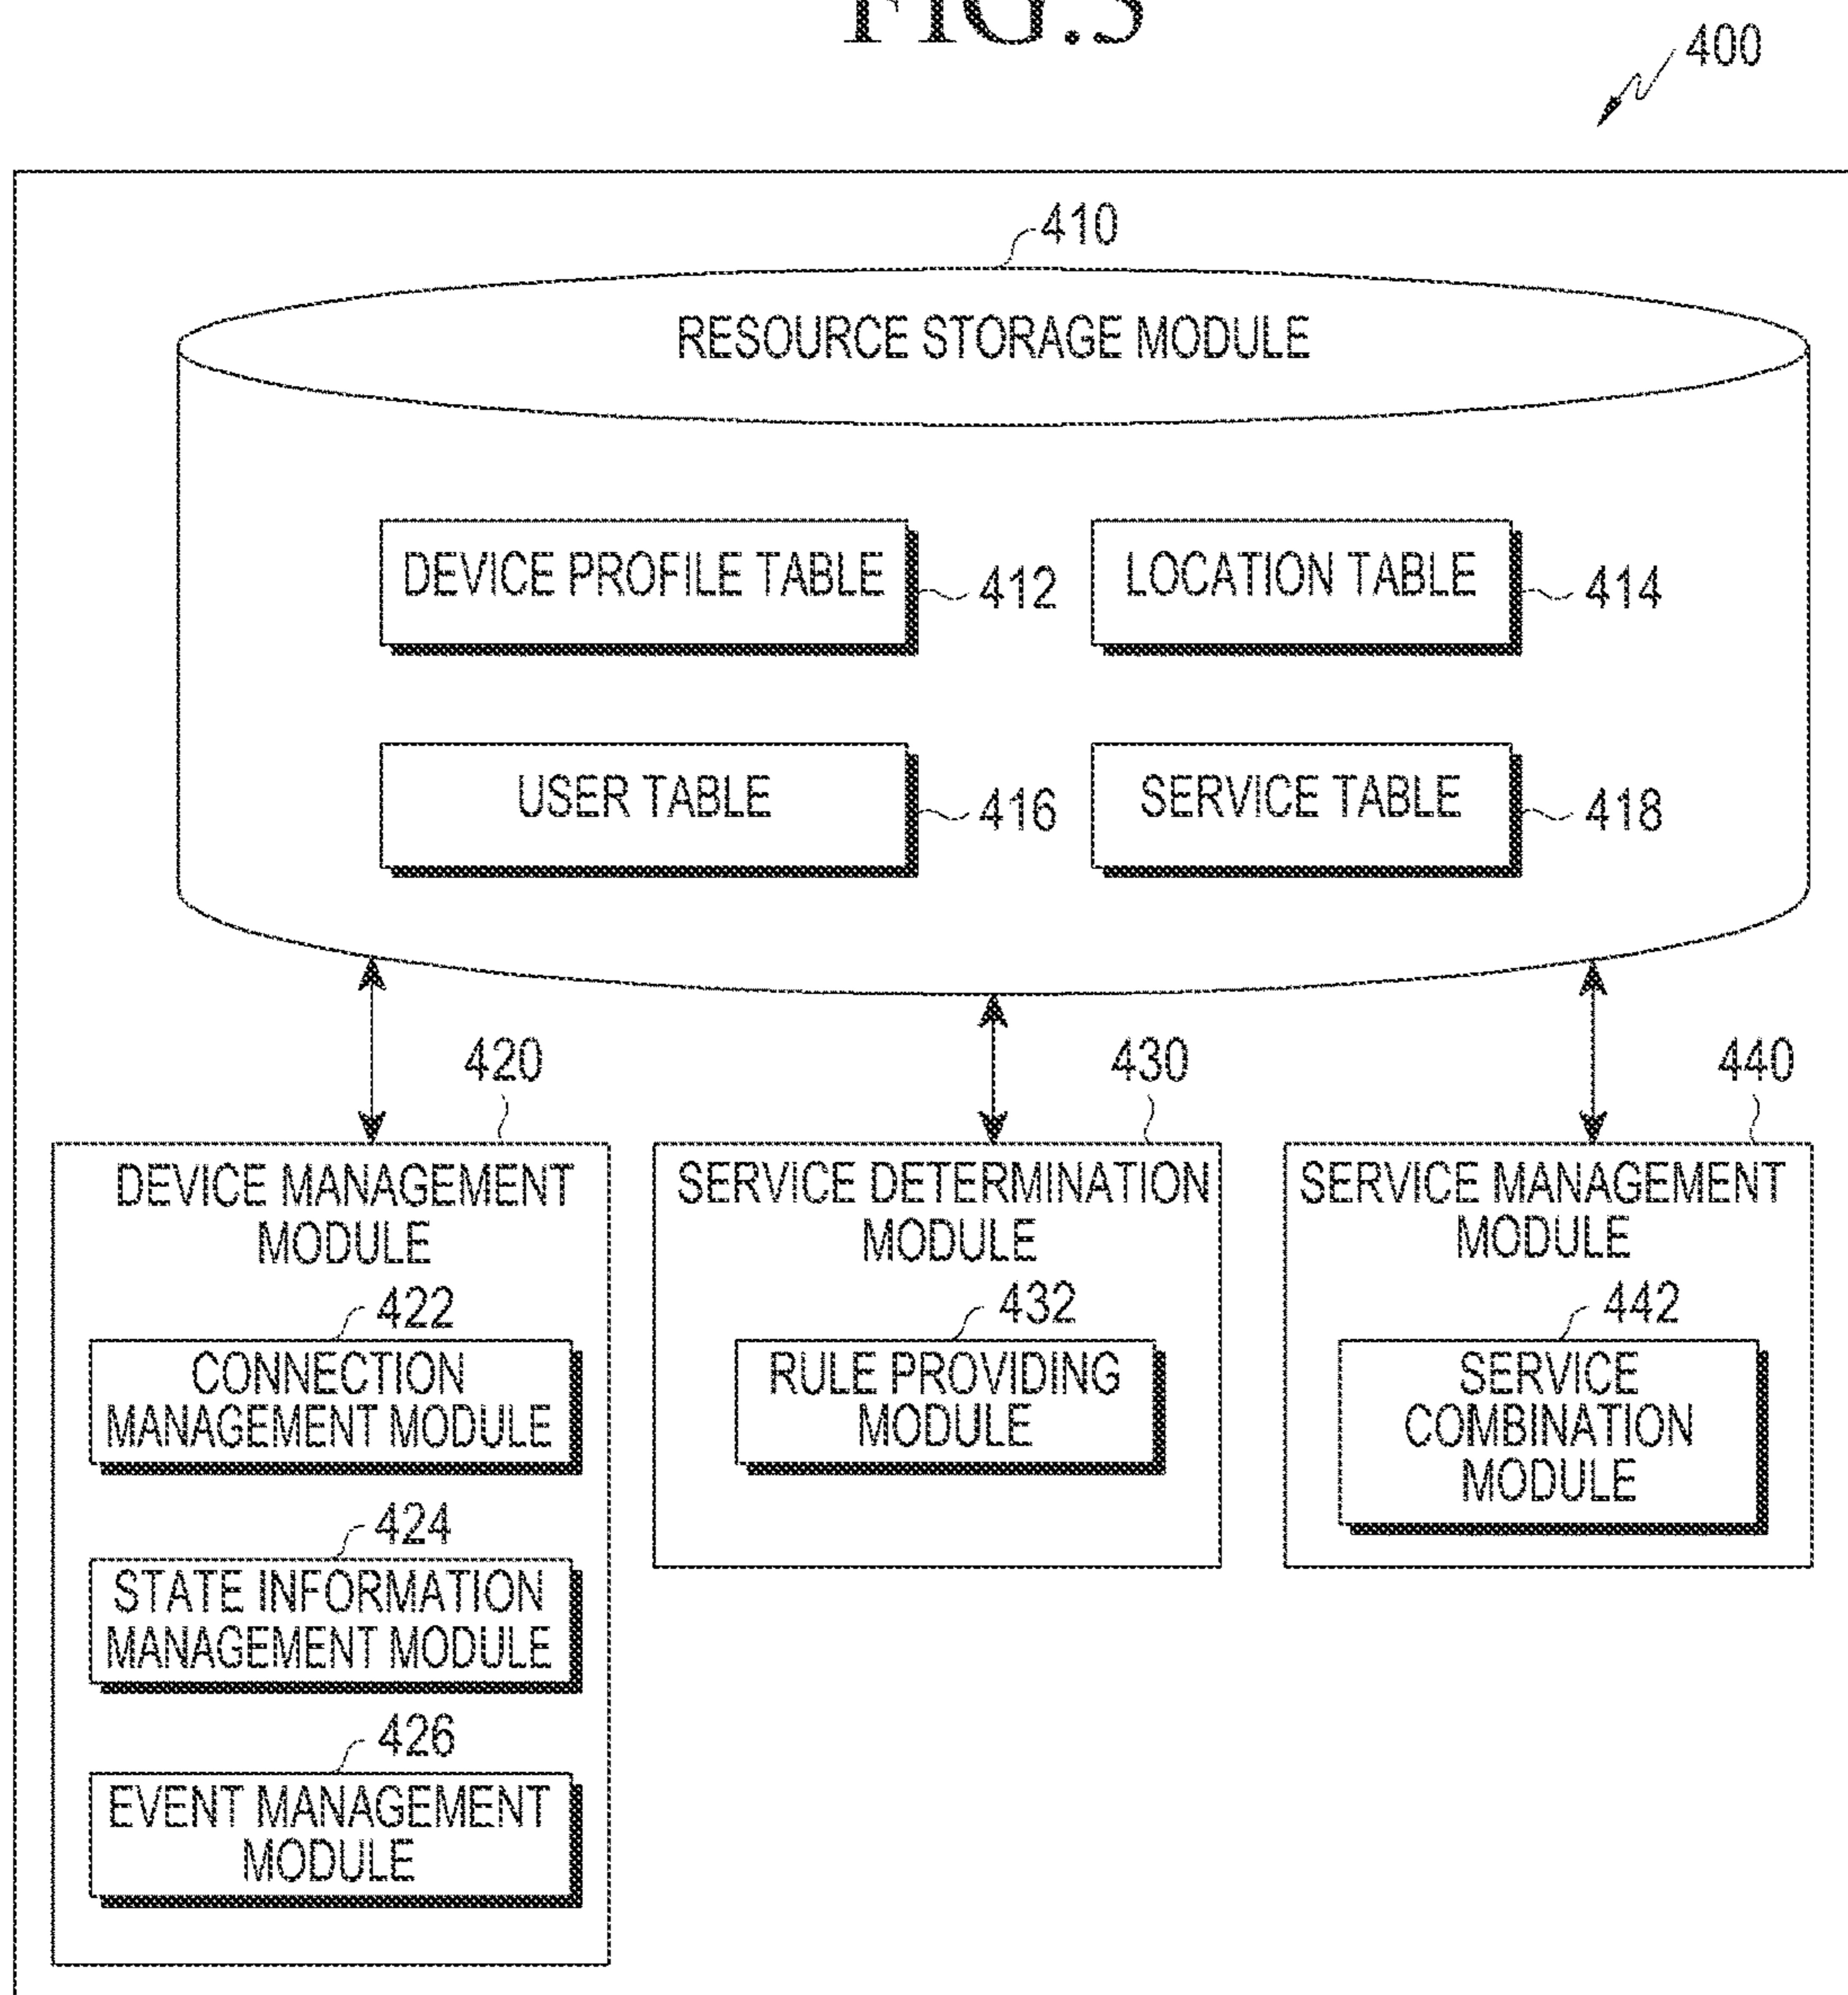 FIG.5
400
410
RESOURCE STORAGE MODULE
DEVICE PROFILE TABLE
412
LOCATION TABLE
414
USER TABLE
416
SERVICE TABLE
418
420
DEVICE MANAGEMENT
MODULE
422
CONNECTION
MANAGEMENT MODULE
424
STATE INFORMATION
MANAGEMENT MODULE
426
EVENT MANAGEMENT
MODULE
430
SERVICE DETERMINATION
MODULE
432
RULE PROVIDING
MODULE
440
SERVICE MANAGEMENT
MODULE
442
SERVICE
COMBINATION
MODULE